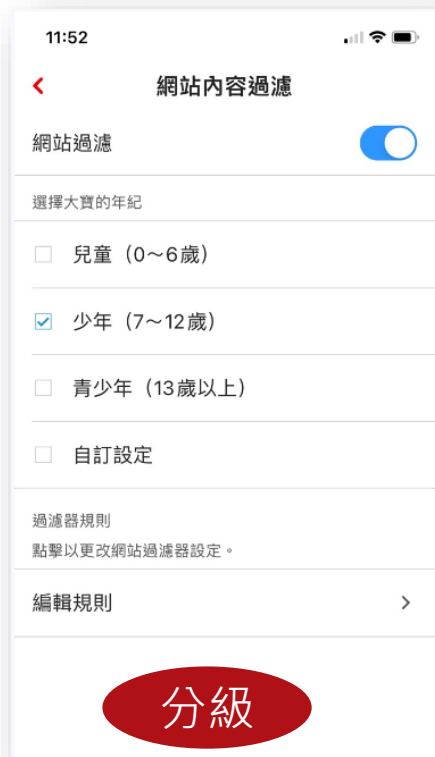 11:52
網站內容過濾
網站過濾
選擇大寶的年紀
兒童（0～6歲）
少年（7～12歲）
青少年（13歲以上）
自訂設定
過濾器規則
點擊以更改網站過濾器設定。
編輯規則
分級